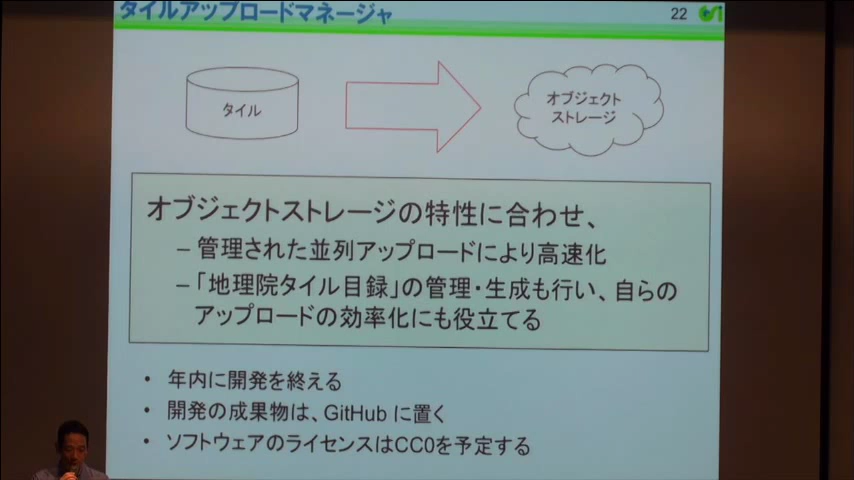 タイルアップロードマネージャ
22
タイル
オブジェクト
ストレージ
オブジェクトストレージの特性に合わせ、
– 管理された並列アップロードにより高速化
– 「地理院タイル目録」の管理・生成も行い、自らの
アップロードの効率化にも役立てる
• 年内に開発を終える
• 開発の成果物は、GitHub に置く
• ソフトウェアのライセンスはCC0を予定する